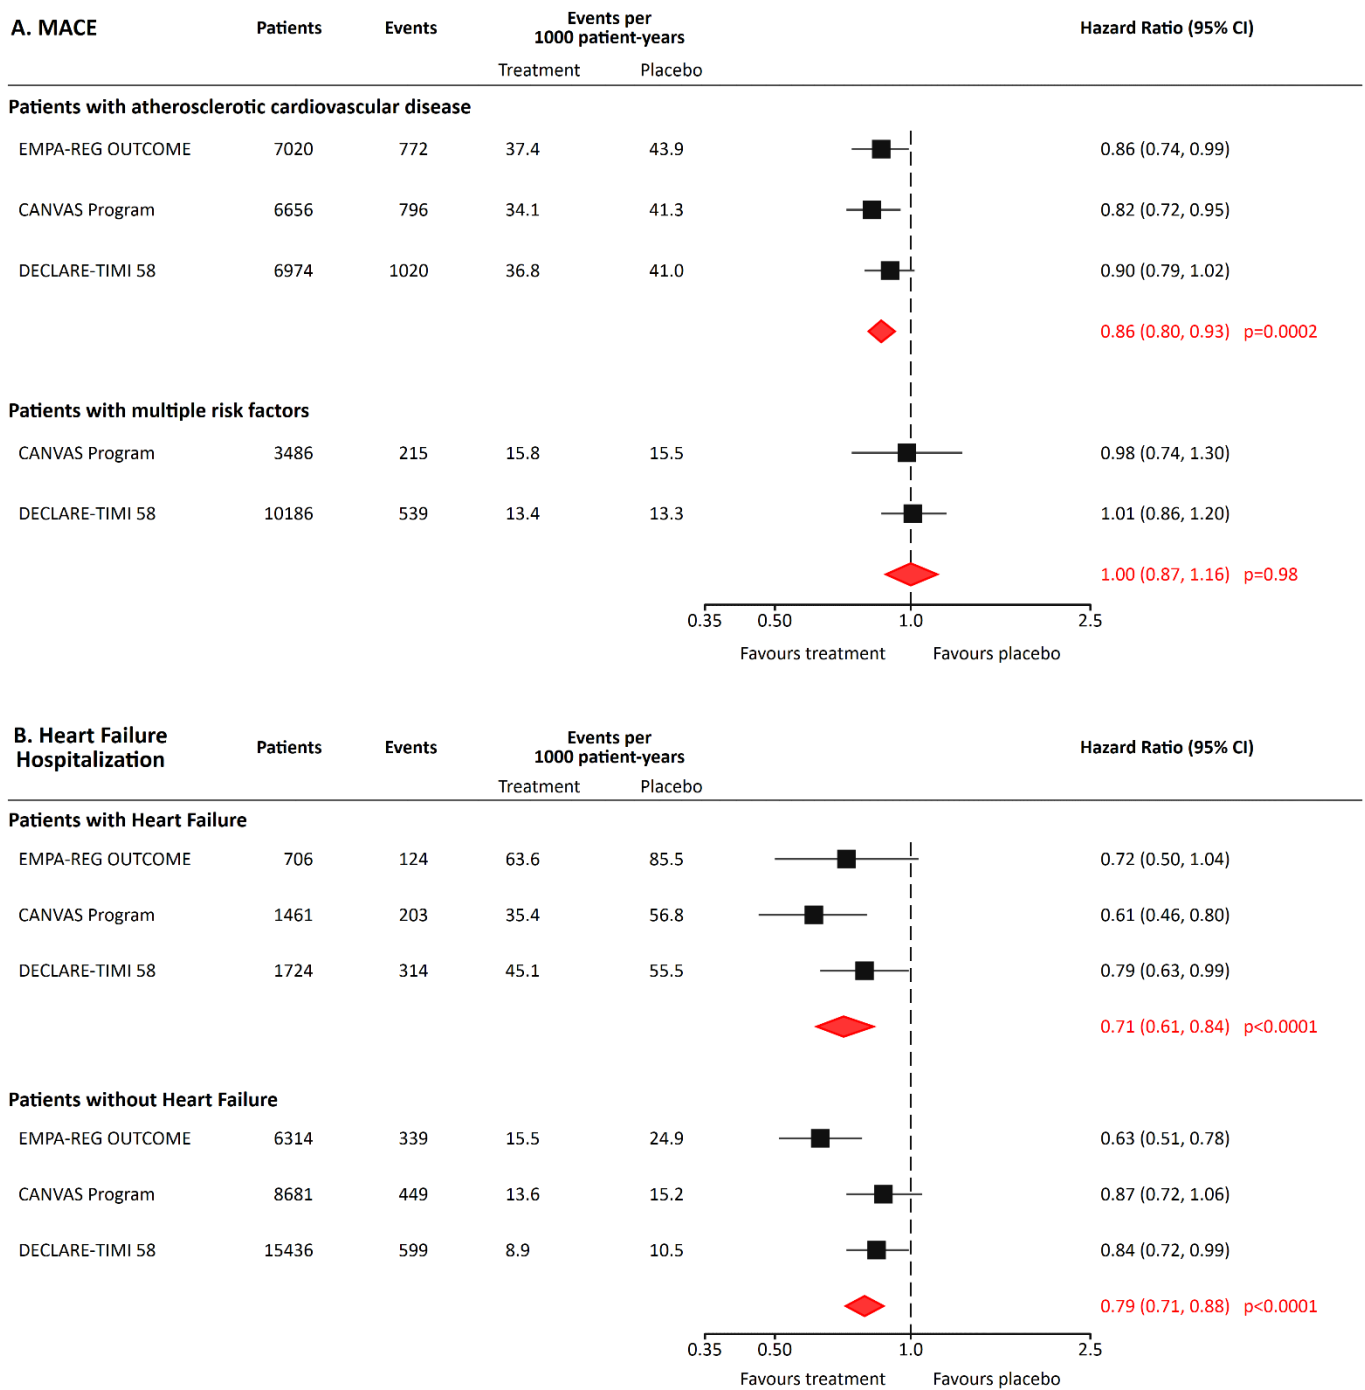 A. MACE Patients Events Events per 1000 patient-years Hazard Ratio (95% CI)
Treatment Placebo
Patients with atherosclerotic cardiovascular disease
EMPA-REG OUTCOME 7020 772 37.4 43.9 0.86 (0.74, 0.99)
CANVAS Program 6656 796 34.1 41.3 0.82 (0.72, 0.95)
DECLARE-TIMI 58 6974 1020 36.8 41.0 0.90 (0.79, 1.02)
0.86 (0.80, 0.93) p=0.0002
Patients with multiple risk factors
CANVAS Program 3486 215 15.8 15.5 0.98 (0.74, 1.30)
DECLARE-TIMI 58 10186 539 13.4 13.3 1.01 (0.86, 1.20)
1.00 (0.87, 1.16) p=0.98
0.35 0.50 1.0 2.5
Favours treatment Favours placebo
B. Heart Failure Hospitalization Patients Events Events per 1000 patient-years Hazard Ratio (95% CI)
Treatment Placebo
Patients with Heart Failure
EMPA-REG OUTCOME 706 124 63.6 85.5 0.72 (0.50, 1.04)
CANVAS Program 1461 203 35.4 56.8 0.61 (0.46, 0.80)
DECLARE-TIMI 58 1724 314 45.1 55.5 0.79 (0.63, 0.99)
0.71 (0.61, 0.84) p<0.0001
Patients without Heart Failure
EMPA-REG OUTCOME 6314 339 15.5 24.9 0.63 (0.51, 0.78)
CANVAS Program 8681 449 13.6 15.2 0.87 (0.72, 1.06)
DECLARE-TIMI 58 15436 599 8.9 10.5 0.84 (0.72, 0.99)
0.79 (0.71, 0.88) p<0.0001
0.35 0.50 1.0 2.5
Favours treatment Favours placebo